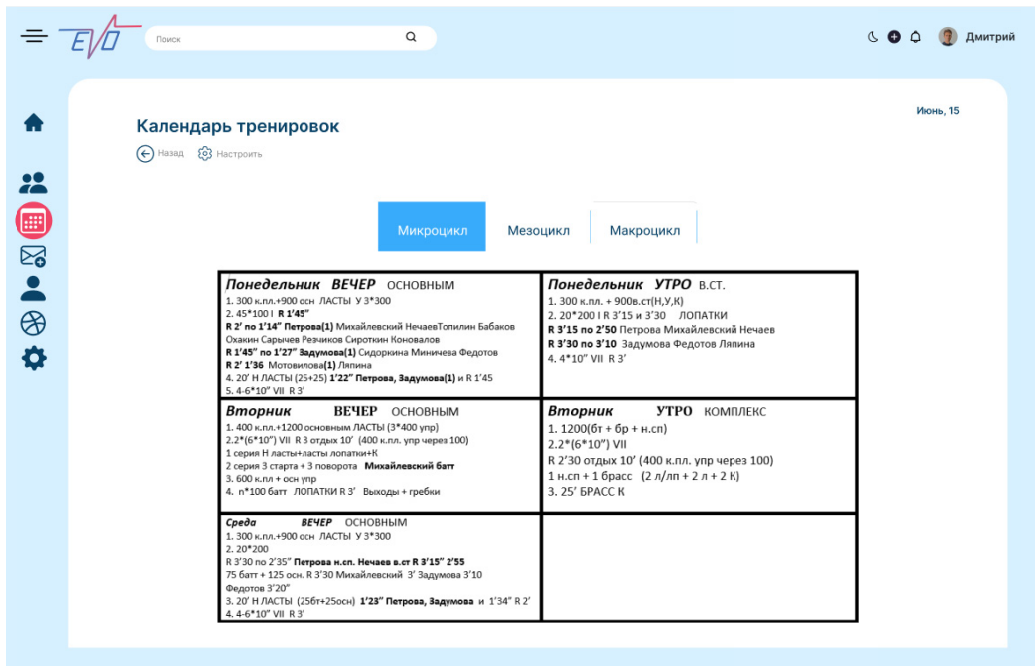 EVO
Поиск
Дмитрий
Июнь, 15
Календарь тренировок
Назад
Настроить
Микроцикл
Мезоцикл
Макроцикл
Понедельник ВЕЧЕР ОСНОВНЫМ
1. 300 к.пл.+900 осн ЛАСТЫ У 3*300
2. 45*100 I R 1′45″
R 2′ по 1′14″ Петрова(1) Михайлевский НечаевТопилин Бабаков
Охакин Сарычев Резчиков Сироткин Коновалов
R 1′45″ по 1′27″ Задумова(1) Сидоркина Миничева Федотов
R 2′ 1′36 Мотовилова(1) Ляпина
4. 20′ Н ЛАСТЫ (25+25) 1′22″ Петрова, Задумова(1) и R 1′45
5. 4-6*10″ VII R 3′
Понедельник УТРО В.СТ.
1. 300 к.пл. + 900в.ст(Н,У,К)
2. 20*200 I R 3′15 и 3′30 ЛОПАТКИ
R 3′15 по 2′50 Петрова Михайлевский Нечаев
R 3′30 по 3′10 Задумова Федотов Ляпина
4. 4*10″ VII R 3′
Вторник ВЕЧЕР ОСНОВНЫМ
1. 400 к.пл.+1200 основным ЛАСТЫ (3*400 упр)
2.2*(6*10″) VII R 3 отдых 10′ (400 к.пл. упр через 100)
1 серия Н ласты+ласты лопатки+К
2 серия 3 старта + 3 поворота Михайлевский батт
3. 600 к.пл + осн упр
4. n*100 батт ЛОПАТКИ R 3′ Выходы + гребки
Вторник УТРО КОМПЛЕКС
1. 1200(бт + бр + н.сп)
2.2*(6*10″) VII
R 2′30 отдых 10′ (400 к.пл. упр через 100)
1 н.сп + 1 брасс (2 л/лп + 2 л + 2 К)
3. 25′ БРАСС К
Среда ВЕЧЕР ОСНОВНЫМ
1. 300 к.пл.+900 осн ЛАСТЫ У 3*300
2. 20*200
R 3′30 по 2′35″ Петрова н.сп. Нечаев в.ст R 3′15″ 2′55
75 батт + 125 осн. R 3′30 Михайлевский 3′ Задумова 3′10
Федотов 3′20″
3. 20′ Н ЛАСТЫ (25бт+25осн) 1′23″ Петрова, Задумова и 1′34″ R 2′
4. 4-6*10″ VII R 3′